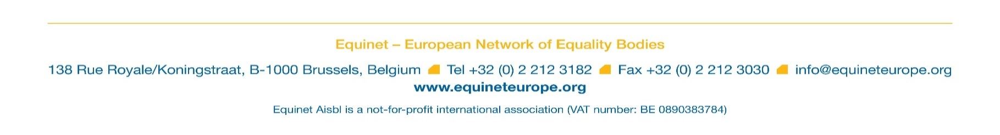 Equinet – European Network of Equality Bodies
138 Rue Royale/Koningstraat, B-1000 Brussels, Belgium Tel +32 (0) 2 212 3182 Fax +32 (0) 2 212 3030 info@equineteurope.org
www.equineteurope.org
Equinet Aisbl is a not-for-profit international association (VAT number: BE 0890383784)